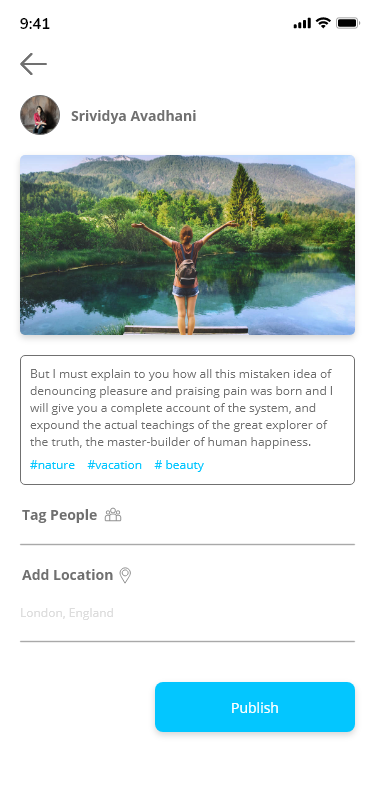 9:41
Srividya Avadhani
But I must explain to you how all this mistaken idea of
denouncing pleasure and praising pain was born and I
will give you a complete account of the system, and
expound the actual teachings of the great explorer of
the truth, the master-builder of human happiness.
#nature #vacation # beauty
Tag People
Add Location
London, England
Publish